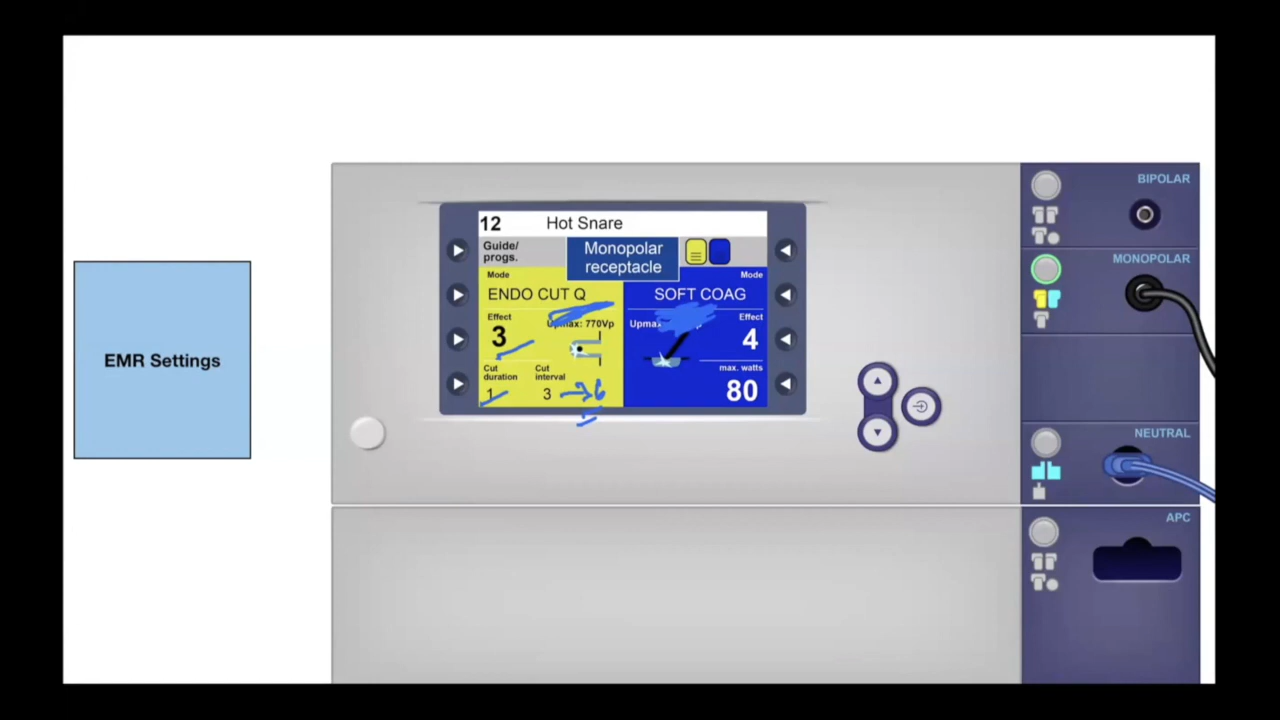 EMR Settings
12 Hot Snare
Guide/
progs.
Monopolar
receptacle
Mode
ENDO CUT Q
Effect
3
Upmax: 770Vp
Cut
duration
1
Cut
interval
3 → 6
Mode
SOFT COAG
Upmax
Effect
4
max. watts
80
BIPOLAR
MONOPOLAR
NEUTRAL
APC